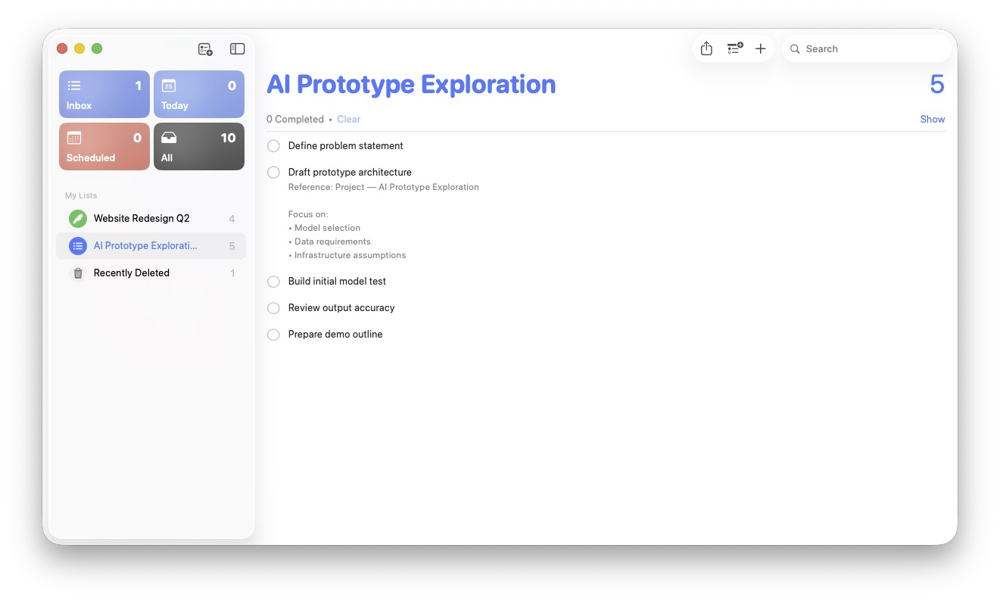 1
Inbox
25
0
Today
0
Scheduled
10
All
My Lists
Website Redesign Q2 4
AI Prototype Explorati... 5
Recently Deleted 1
Search
AI Prototype Exploration 5
0 Completed • Clear Show
Define problem statement
Draft prototype architecture
Reference: Project — AI Prototype Exploration
Focus on:
• Model selection
• Data requirements
• Infrastructure assumptions
Build initial model test
Review output accuracy
Prepare demo outline